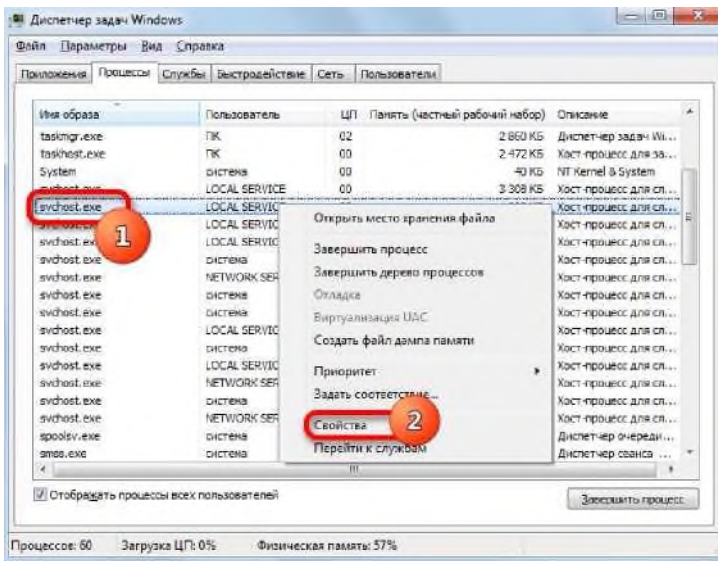 Диспетчер задач Windows
Файл Параметры Вид Справка
Приложения Процессы Службы Быстродействие Сеть Пользователи
Имя образа Пользователь ЦП Память (частный рабочий набор) Описание
taskmgr.exe ПК 02 2 860 КБ Диспетчер задач Wi...
taskhost.exe ПК 00 2 472 КБ Хост-процесс для за...
System система 00 40 КБ NT Kernel & System
svchost.exe LOCAL SERVICE 00 3 308 КБ Хост-процесс для сл...
svchost.exe LOCAL SERVIC Хост-процесс для сл...
1
LOCAL SERVIC Хост-процесс для сл...
svchost.exe LOCAL SERVIC Хост-процесс для сл...
svchost.exe система Хост-процесс для сл...
svchost.exe NETWORK SER Хост-процесс для сл...
svchost.exe система Хост-процесс для сл...
svchost.exe LOCAL SERVIC Хост-процесс для сл...
svchost.exe система Хост-процесс для сл...
svchost.exe LOCAL SERVIC Хост-процесс для сл...
svchost.exe NETWORK SER Хост-процесс для сл...
svchost.exe система Хост-процесс для сл...
svchost.exe NETWORK SER Хост-процесс для сл...
spoolsv.exe система Диспетчер очереди...
smss.exe система Диспетчер сеанса ...
Открыть место хранения файла
Завершить процесс
Завершить дерево процессов
Отладка
Виртуализация UAC
Создать файл дампа памяти
Приоритет
Задать соответствие...
Свойства
2
Перейти к службам
Отображать процессы всех пользователей
Завершить процесс
Процессов: 60 Загрузка ЦП: 0% Физическая память: 57%